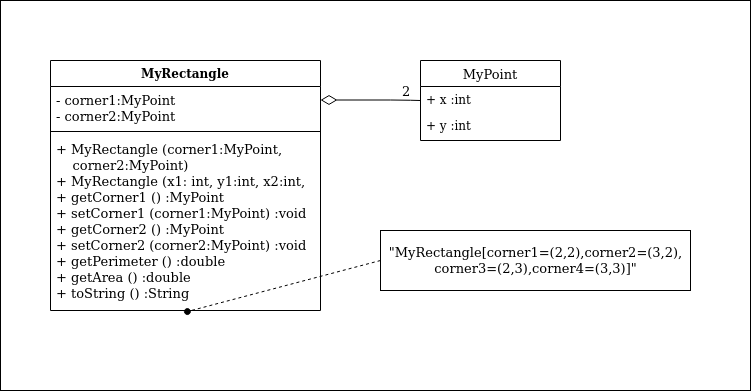 MyRectangle
- corner1:MyPoint
- corner2:MyPoint
+ MyRectangle (corner1:MyPoint,
corner2:MyPoint)
+ MyRectangle (x1: int, y1:int, x2:int,
+ getCorner1 () :MyPoint
+ setCorner1 (corner1:MyPoint) :void
+ getCorner2 () :MyPoint
+ setCorner2 (corner2:MyPoint) :void
+ getPerimeter () :double
+ getArea () :double
+ toString () :String
2
MyPoint
+ x :int
+ y :int
"MyRectangle[corner1=(2,2),corner2=(3,2),
corner3=(2,3),corner4=(3,3)]"